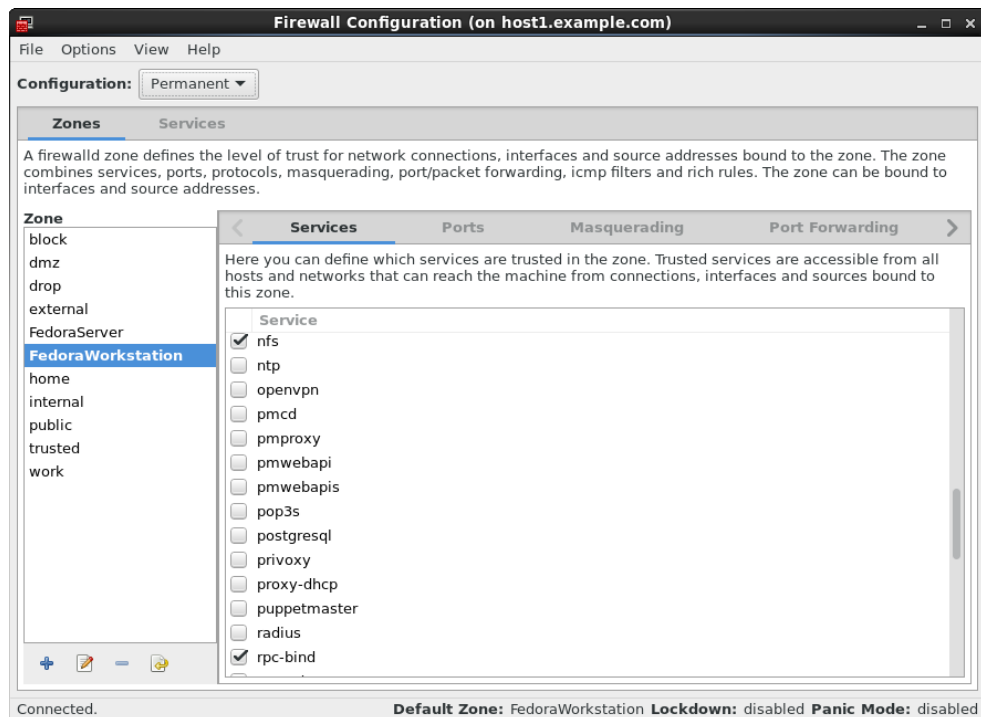 Firewall Configuration (on host1.example.com)
File Options View Help
Configuration: Permanent
Zones Services
A firewalld zone defines the level of trust for network connections, interfaces and source addresses bound to the zone. The zone
combines services, ports, protocols, masquerading, port/packet forwarding, icmp filters and rich rules. The zone can be bound to
interfaces and source addresses.
Zone
block
dmz
drop
external
FedoraServer
FedoraWorkstation
home
internal
public
trusted
work
Services Ports Masquerading Port Forwarding
Here you can define which services are trusted in the zone. Trusted services are accessible from all
hosts and networks that can reach the machine from connections, interfaces and sources bound to
this zone.
Service
nfs
ntp
openvpn
pmcd
pmproxy
pmwebapi
pmwebapis
pop3s
postgresql
privoxy
proxy-dhcp
puppetmaster
radius
rpc-bind
Connected.
Default Zone: FedoraWorkstation Lockdown: disabled Panic Mode: disabled